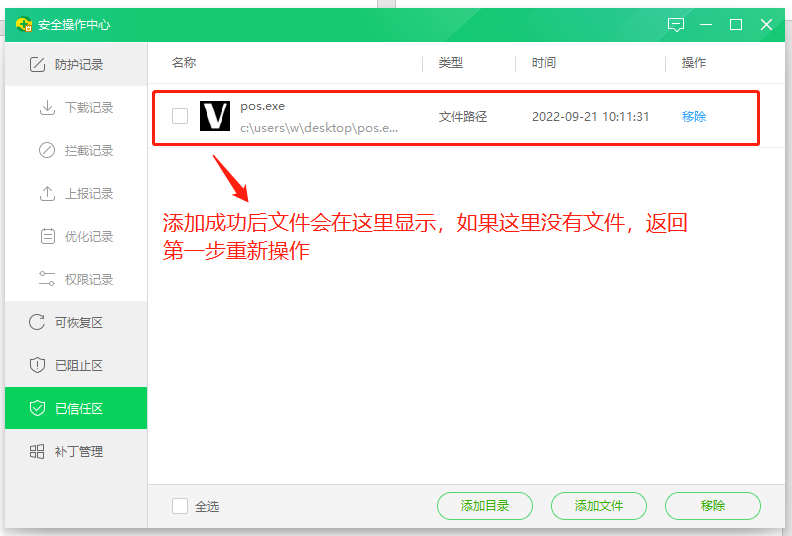 安全操作中心
防护记录
下载记录
拦截记录
上报记录
优化记录
权限记录
可恢复区
已阻止区
已信任区
补丁管理
名称 类型 时间 操作
pos.exe
c:\users\w\desktop\pos.e... 文件路径 2022-09-21 10:11:31 移除
添加成功后文件会在这里显示，如果这里没有文件，返回
第一步重新操作
全选 添加目录 添加文件 移除